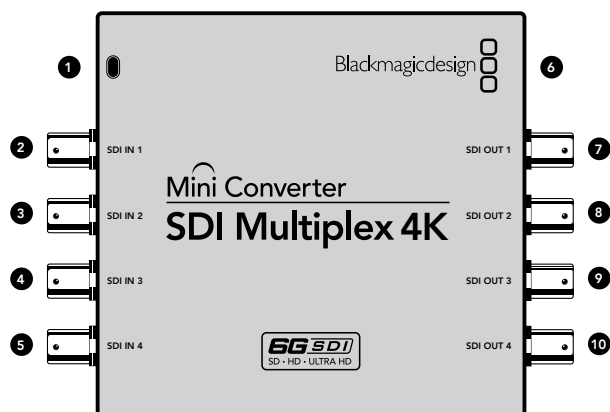 1
Blackmagicdesign
6
2
SDI IN 1
SDI OUT 1
7
3
SDI IN 2
Mini Converter
SDI Multiplex 4K
SDI OUT 2
8
4
SDI IN 3
SDI OUT 3
9
5
SDI IN 4
6G SDI
SD • HD • ULTRA HD
SDI OUT 4
10